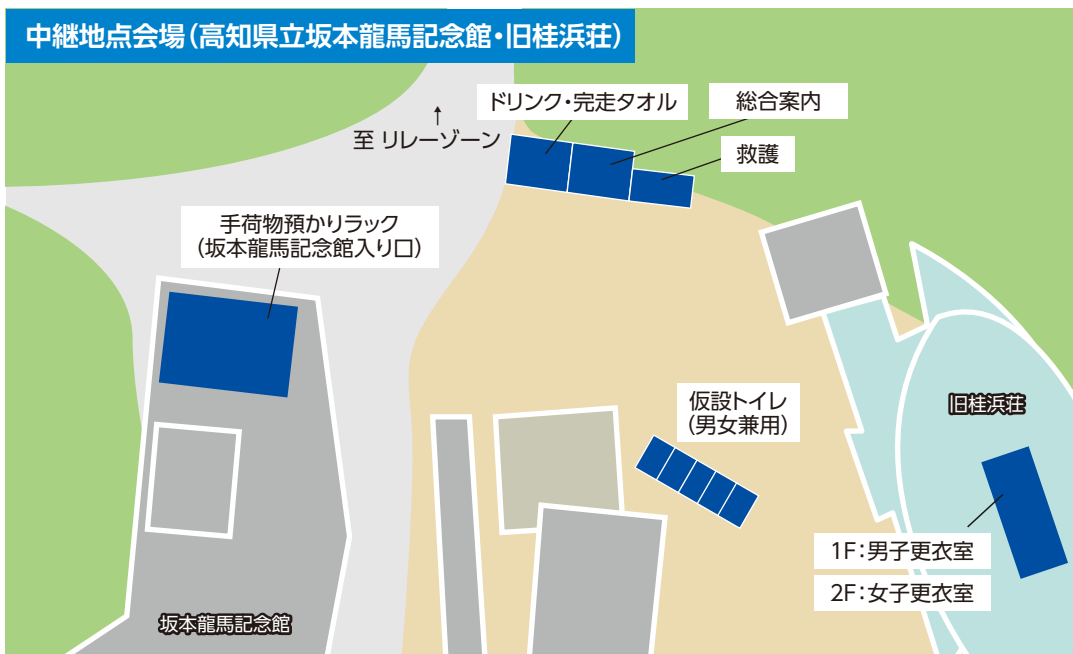 中継地点会場(高知県立坂本龍馬記念館・旧桂浜荘)
ドリンク・完走タオル
総合案内
↑
至 リレーゾーン
救護
手荷物預かりラック
(坂本龍馬記念館入り口)
仮設トイレ
(男女兼用)
旧桂浜荘
1F:男子更衣室
2F:女子更衣室
坂本龍馬記念館